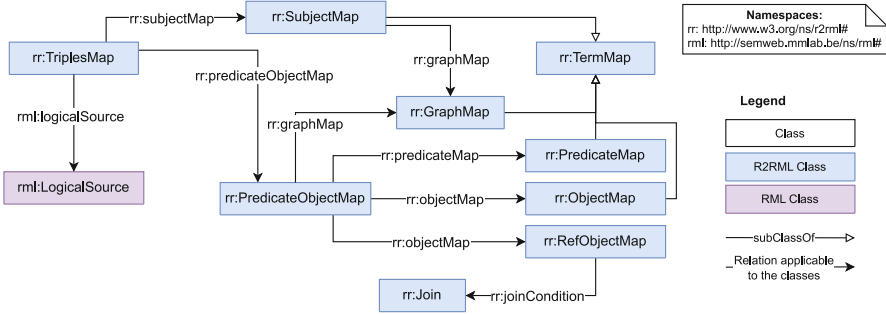 rr:subjectMap
rr:SubjectMap
Namespaces:
rr: http://www.w3.org/ns/r2rml#
rml: http://semweb.mmlab.be/ns/rml#
rr:TriplesMap
rr:graphMap
rr:TermMap
rr:predicateObjectMap
rml:logicalSource
rr:graphMap
rr:GraphMap
rr:predicateMap
rr:PredicateMap
rml:LogicalSource
rr:PredicateObjectMap
rr:objectMap
rr:ObjectMap
rr:objectMap
rr:RefObjectMap
rr:Join
rr:joinCondition
Legend
Class
R2RML Class
RML Class
subClassOf
Relation applicable
to the classes